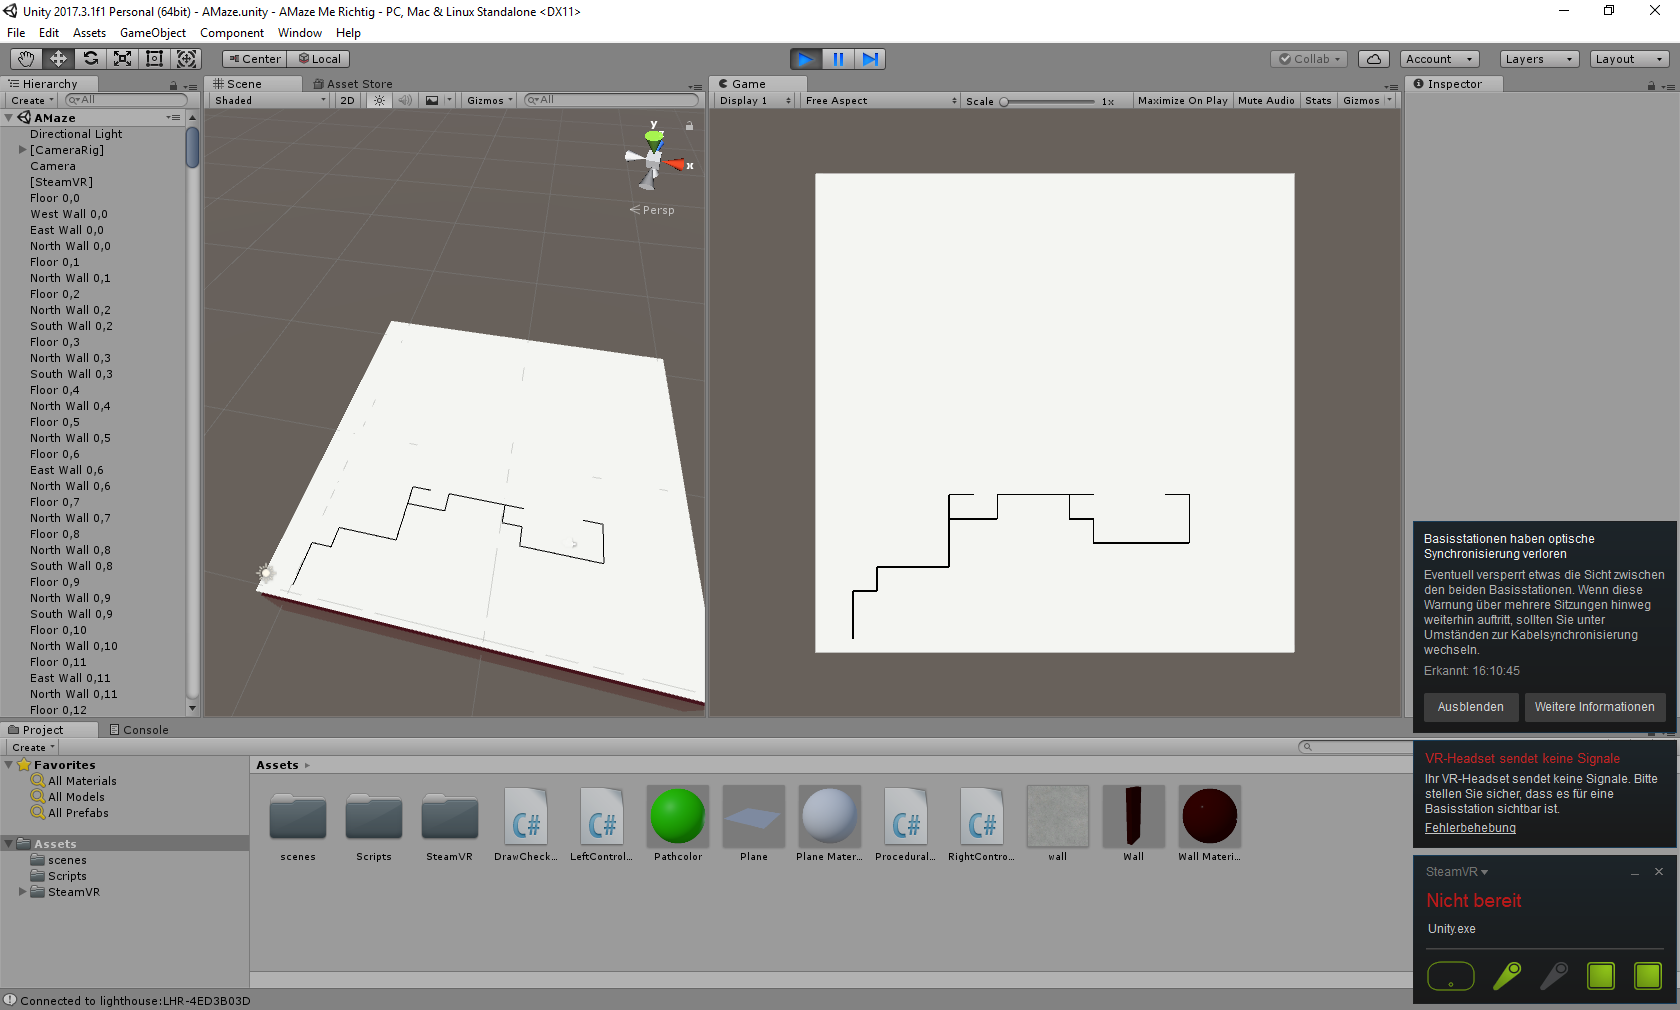 Unity 2017.3.1f1 Personal (64bit) - AMaze.unity - AMaze Me Richtig - PC, Mac & Linux Standalone <DX11>
File Edit Assets GameObject Component Window Help
Center Local Collab Account Layers Layout
Hierarchy
Create All
AMaze
Directional Light
[CameraRig]
Camera
[SteamVR]
Floor 0,0
West Wall 0,0
East Wall 0,0
North Wall 0,0
Floor 0,1
North Wall 0,1
Floor 0,2
North Wall 0,2
South Wall 0,2
Floor 0,3
North Wall 0,3
South Wall 0,3
Floor 0,4
North Wall 0,4
Floor 0,5
North Wall 0,5
Floor 0,6
East Wall 0,6
North Wall 0,6
Floor 0,7
North Wall 0,7
Floor 0,8
North Wall 0,8
South Wall 0,8
Floor 0,9
North Wall 0,9
South Wall 0,9
Floor 0,10
North Wall 0,10
Floor 0,11
East Wall 0,11
North Wall 0,11
Floor 0,12
Scene Asset Store
Shaded 2D Gizmos All
y
x
Persp
Game
Display 1 Free Aspect Scale 1x Maximize On Play Mute Audio Stats Gizmos
Inspector
Project Console
Create
Favorites
All Materials
All Models
All Prefabs
Assets
scenes
Scripts
SteamVR
Assets
C# C# C# C#
scenes Scripts SteamVR DrawCheck... LeftControl... Pathcolor Plane Plane Mater... Procedural... RightContro... wall Wall Wall Materi...
Connected to lighthouse:LHR-4ED3B03D
Basisstationen haben optische
Synchronisierung verloren
Eventuell versperrt etwas die Sicht zwischen
den beiden Basisstationen. Wenn diese
Warnung über mehrere Sitzungen hinweg
weiterhin auftritt, sollten Sie unter
Umständen zur Kabelsynchronisierung
wechseln.
Erkannt: 16:10:45
Ausblenden Weitere Informationen
VR-Headset sendet keine Signale
Ihr VR-Headset sendet keine Signale. Bitte
stellen Sie sicher, dass es für eine
Basisstation sichtbar ist.
Fehlerbehebung
SteamVR
Nicht bereit
Unity.exe